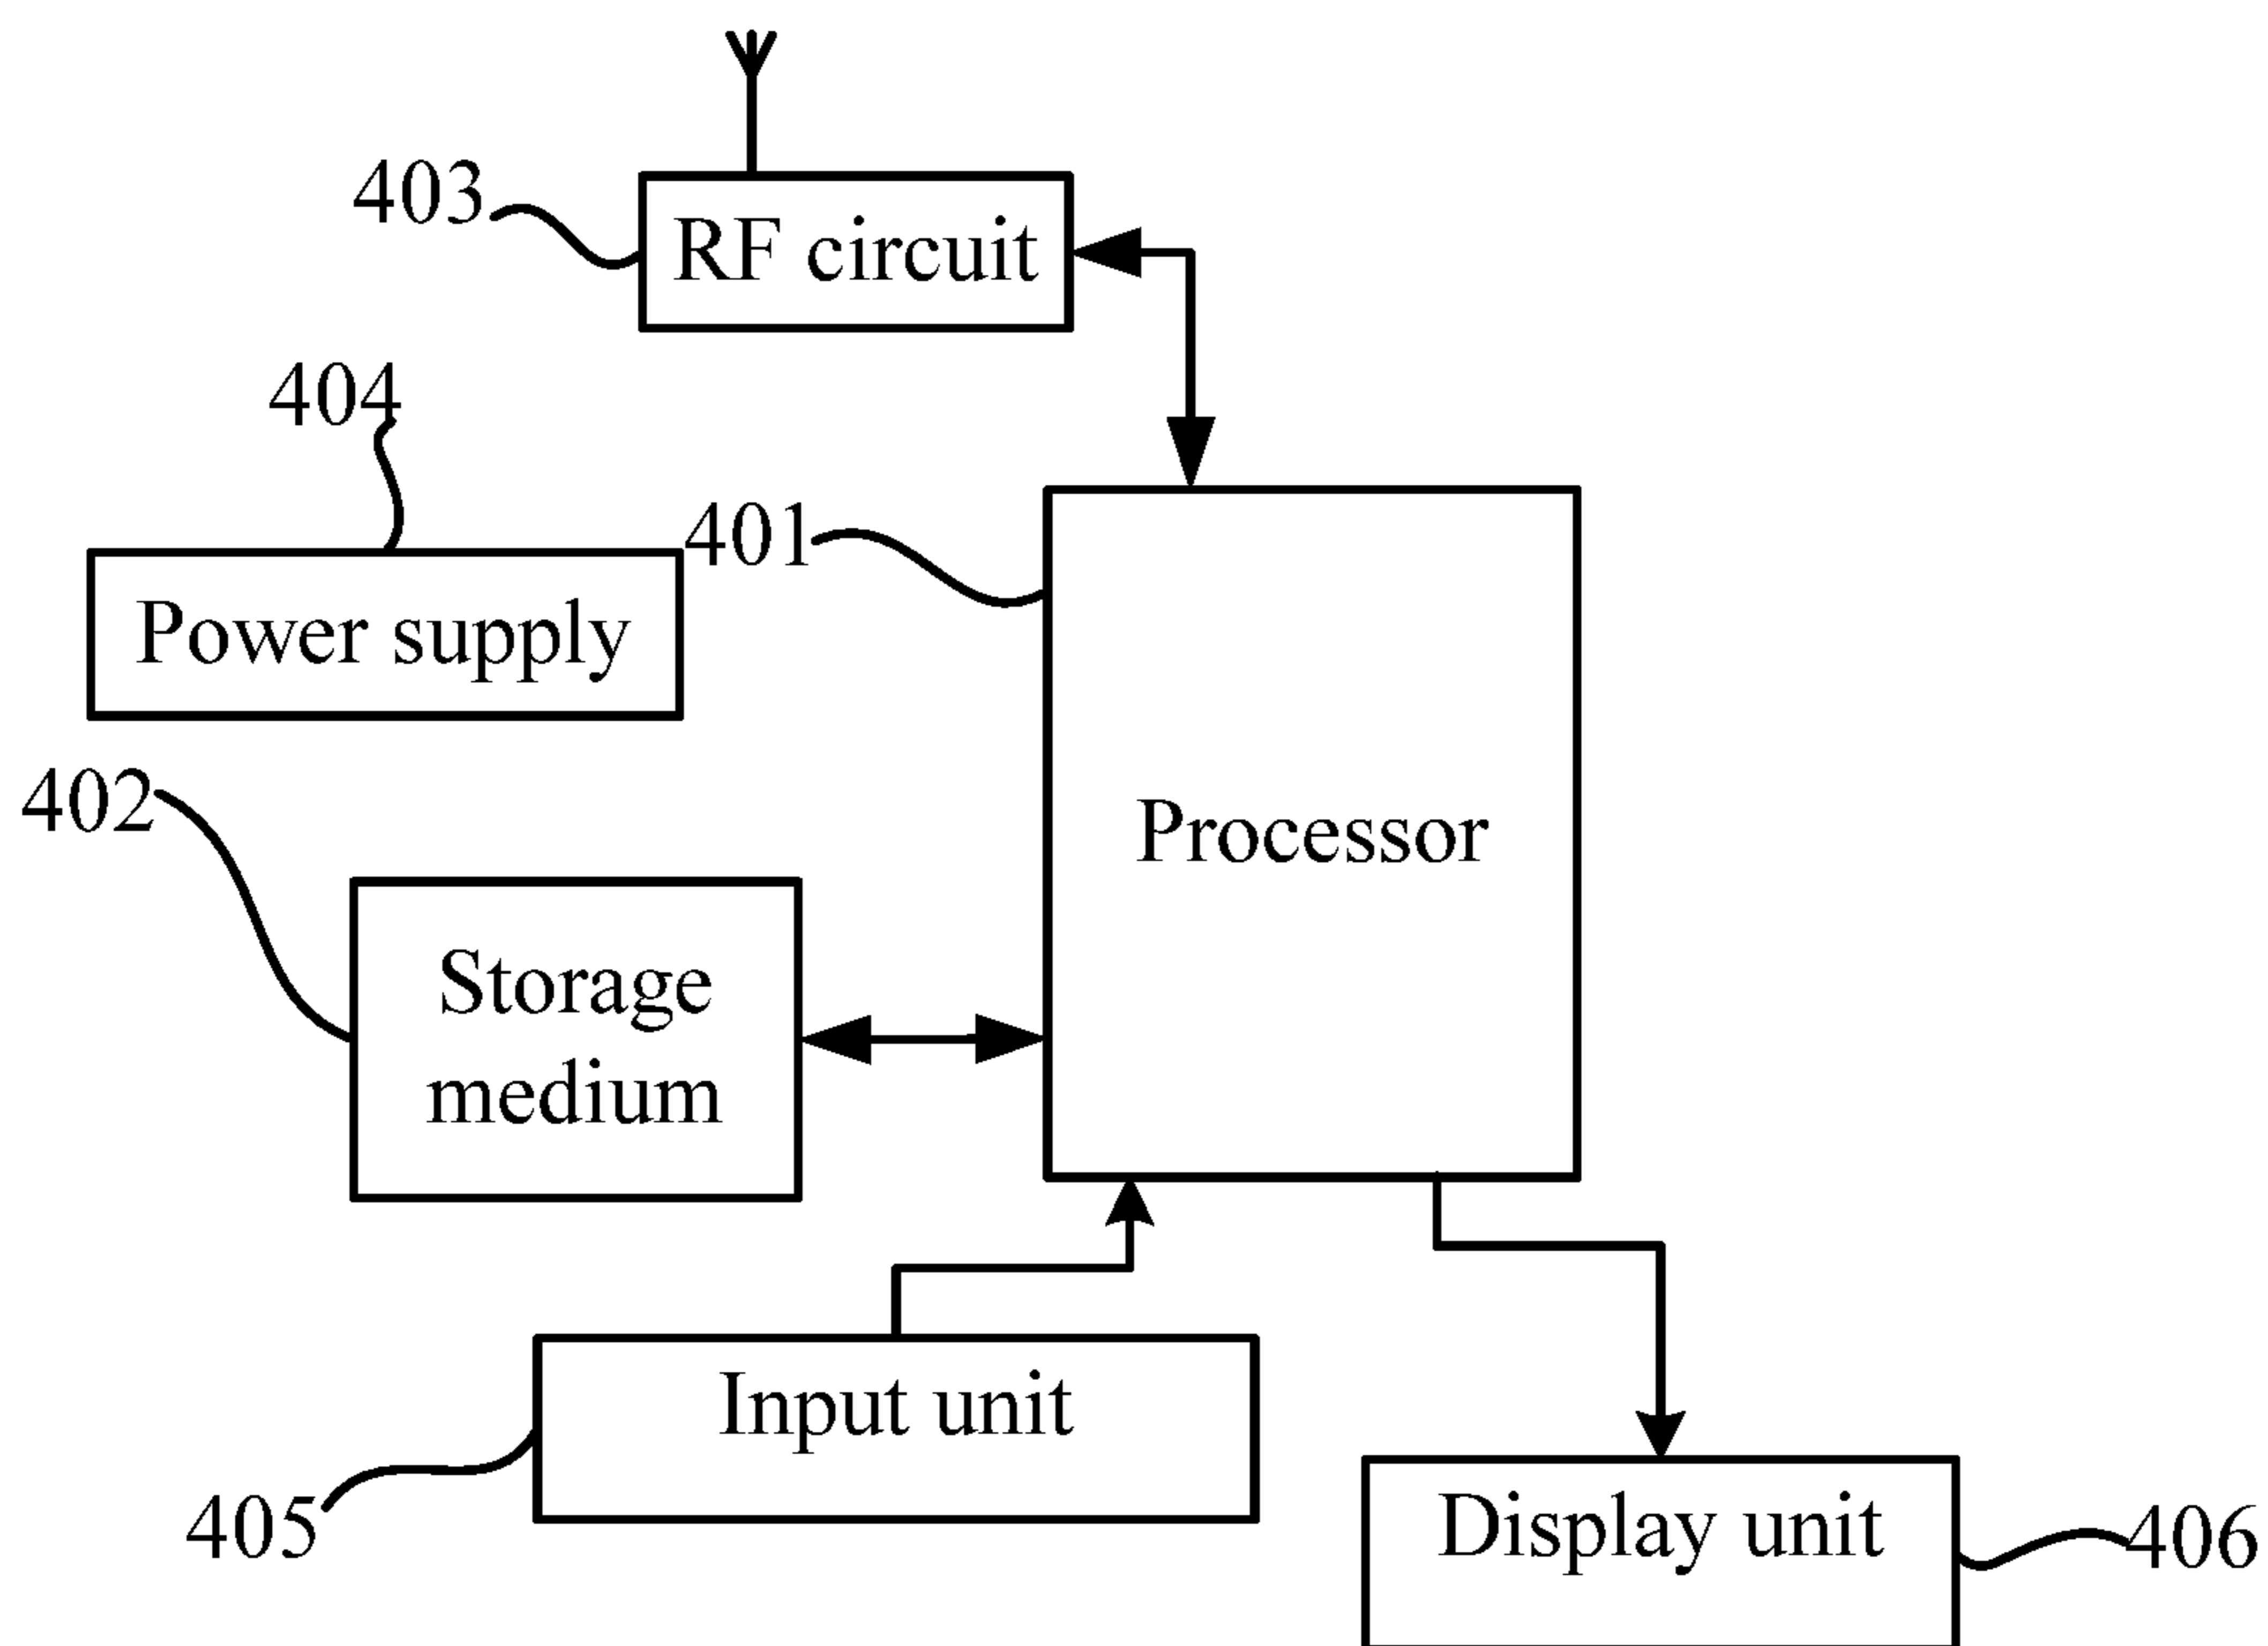 403
RF circuit
404
401
Power supply
402
Processor
Storage
medium
Input unit
405
Display unit
406